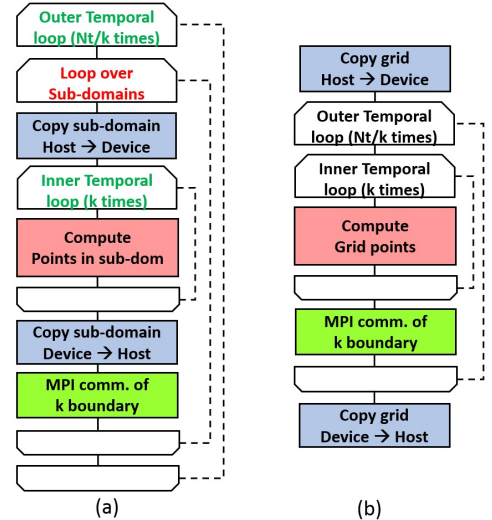 Outer Temporal
loop (Nt/k times)
Loop over
Sub-domains
Copy sub-domain
Host → Device
Inner Temporal
loop (k times)
Compute
Points in sub-dom
Copy sub-domain
Device → Host
MPI comm. of
k boundary
(a)
Copy grid
Host → Device
Outer Temporal
loop (Nt/k times)
Inner Temporal
loop (k times)
Compute
Grid points
MPI comm. of
k boundary
Copy grid
Device → Host
(b)